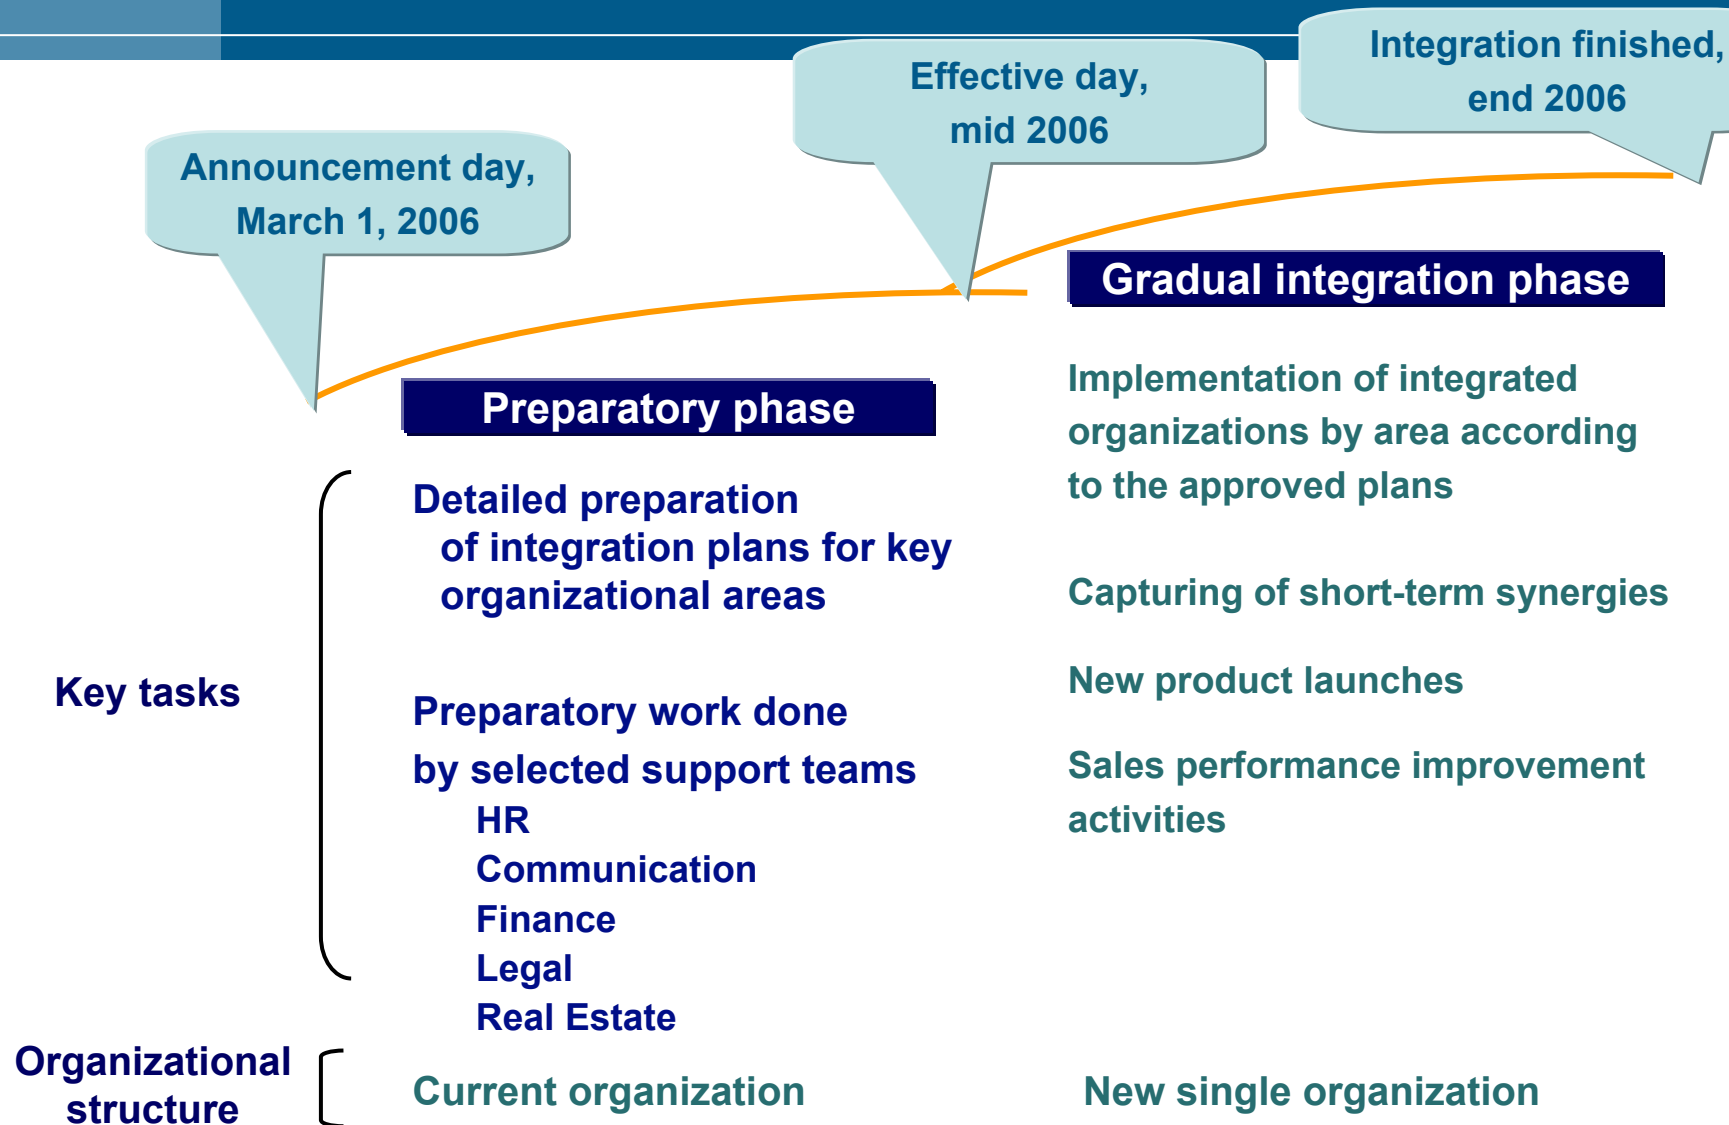 Integration finished,
end 2006
Effective day,
mid 2006
Announcement day,
March 1, 2006
Gradual integration phase
Preparatory phase
Key tasks
Detailed preparation
of integration plans for key
organizational areas
Preparatory work done
by selected support teams
HR
Communication
Finance
Legal
Real Estate
Implementation of integrated
organizations by area according
to the approved plans
Capturing of short-term synergies
New product launches
Sales performance improvement
activities
Organizational
structure
Current organization
New single organization